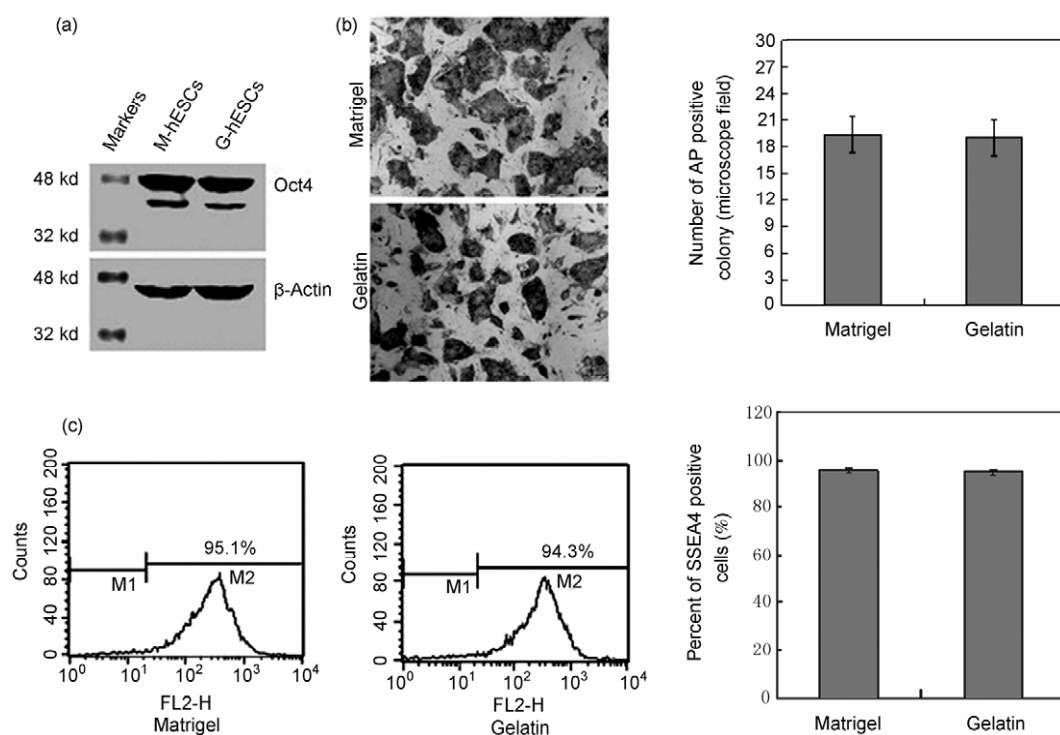 (a)
Markers
M-hESCs
G-hESCs
48 kd
Oct4
32 kd
48 kd
β-Actin
32 kd
(b)
Matrigel
Gelatin
Number of AP positive
colony (microscope field)
30
27
24
21
18
15
12
9
6
3
0
Matrigel Gelatin
(c)
Counts
200
160
120
80
40
0
95.1%
M1 M2
10^0 10^1 10^2 10^3 10^4
FL2-H
Matrigel
Counts
200
160
120
80
40
0
94.3%
M1 M2
10^0 10^1 10^2 10^3 10^4
FL2-H
Gelatin
Percent of SSEA4 positive
cells (%)
120
100
80
60
40
20
0
Matrigel Gelatin